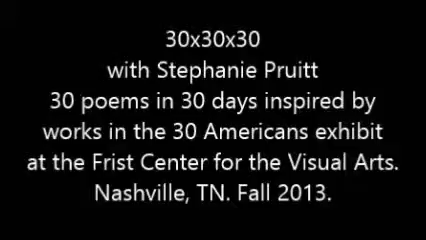 30x30x30
with Stephanie Pruitt
30 poems in 30 days inspired by
works in the 30 Americans exhibit
at the Frist Center for the Visual Arts.
Nashville, TN. Fall 2013.